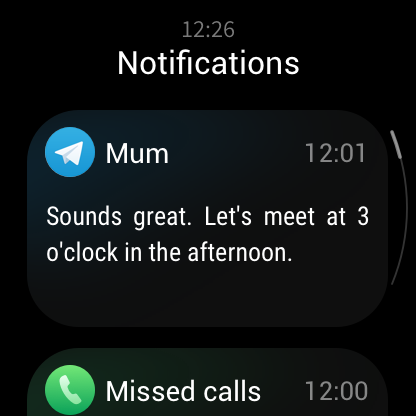 12:26
Notifications
Mum 12:01
Sounds great. Let's meet at 3
o'clock in the afternoon.
Missed calls 12:00